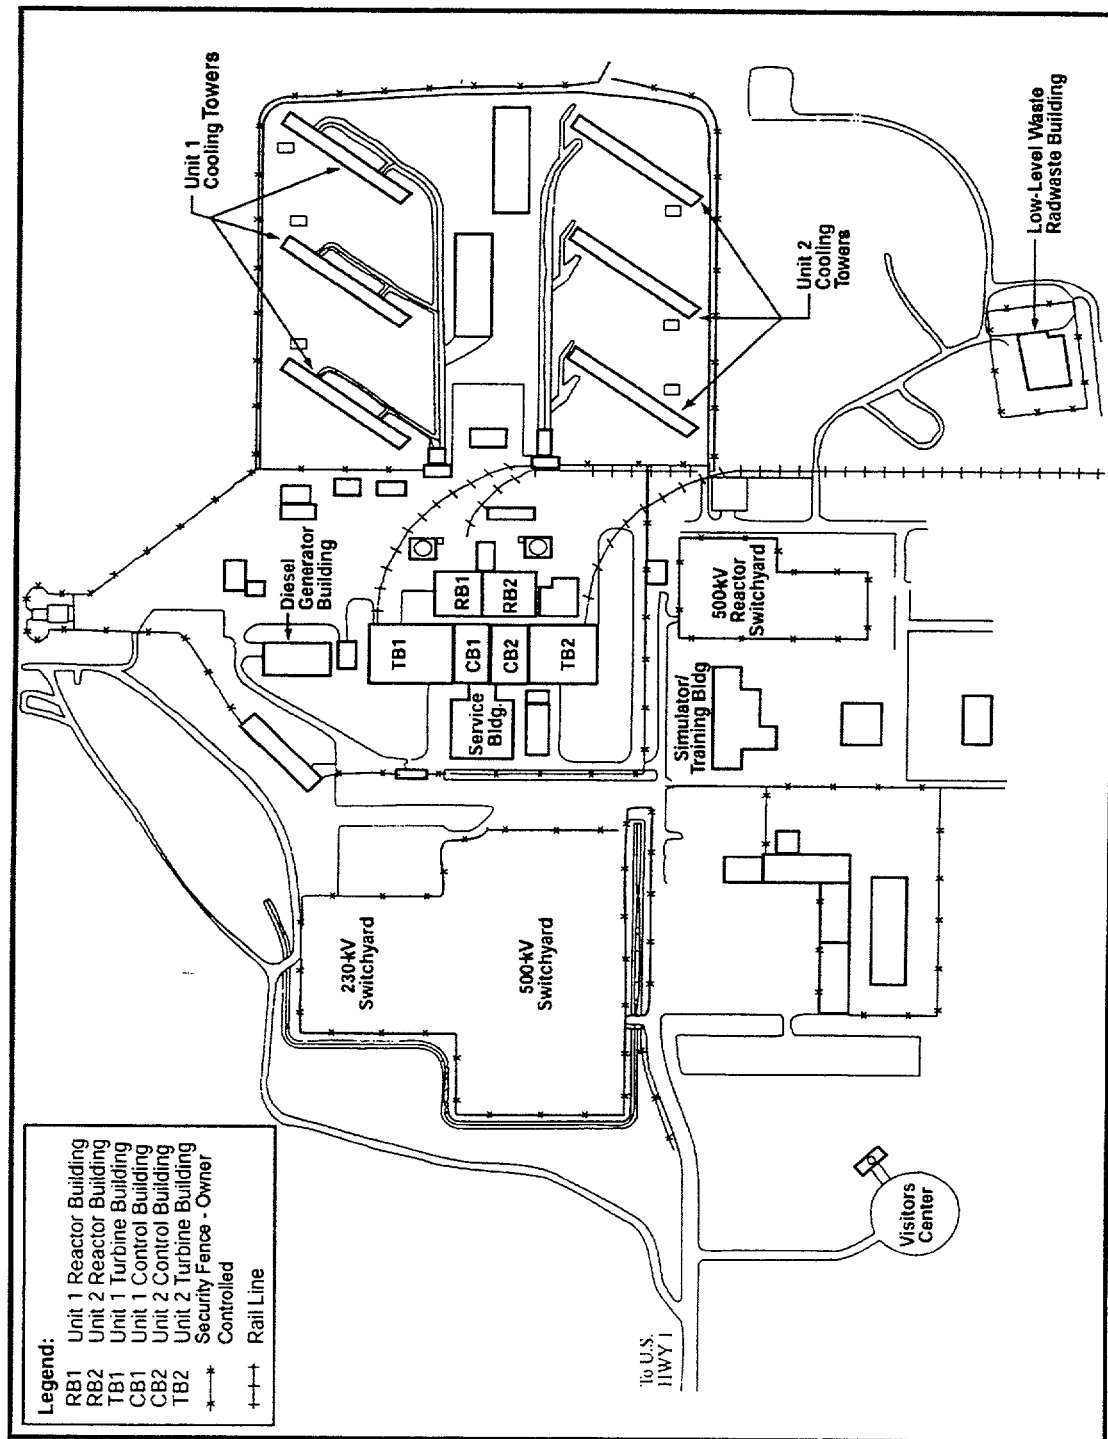 Legend:
RB1 Unit 1 Reactor Building
RB2 Unit 2 Reactor Building
TB1 Unit 1 Turbine Building
CB1 Unit 1 Control Building
CB2 Unit 2 Control Building
TB2 Unit 2 Turbine Building
Security Fence - Owner
Controlled
Rail Line
Unit 1
Cooling Towers
Diesel
Generator
Building
TB1
RB1
CB1
RB2
CB2
TB2
Service
Bldg.
230-kV
Switchyard
500-kV
Switchyard
Unit 2
Cooling
Towers
500-kV
Reactor
Switchyard
Simulator/
Training Bldg
Low-Level Waste
Radwaste Building
To U.S.
HWY 1
Visitors
Center